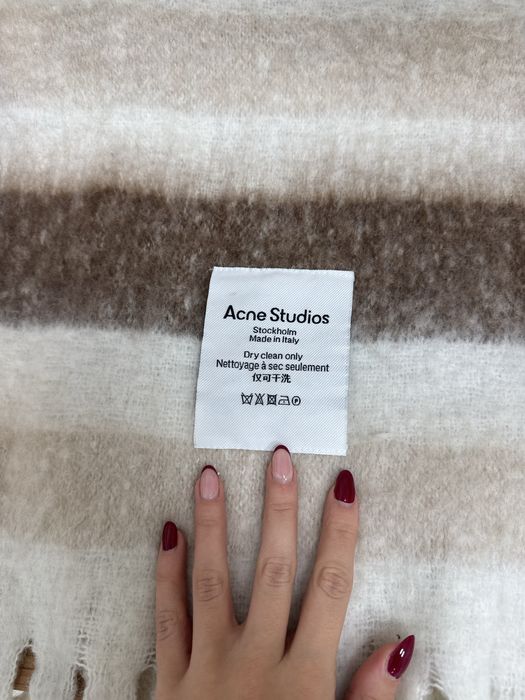 Acne Studios
Stockholm
Made in Italy
Dry clean only
Nettoyage à sec seulement
仅可干洗